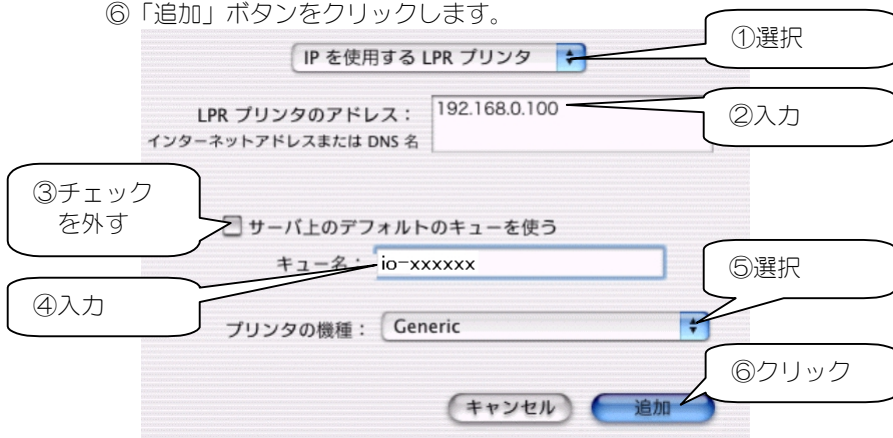 ⑥「追加」ボタンをクリックします。
IP を使用する LPR プリンタ
①選択
LPR プリンタのアドレス：
192.168.0.100
インターネットアドレスまたは DNS 名
②入力
③チェック
を外す
サーバ上のデフォルトのキューを使う
キュー名：
io-xxxxxx
④入力
⑤選択
プリンタの機種：
Generic
⑥クリック
キャンセル
追加